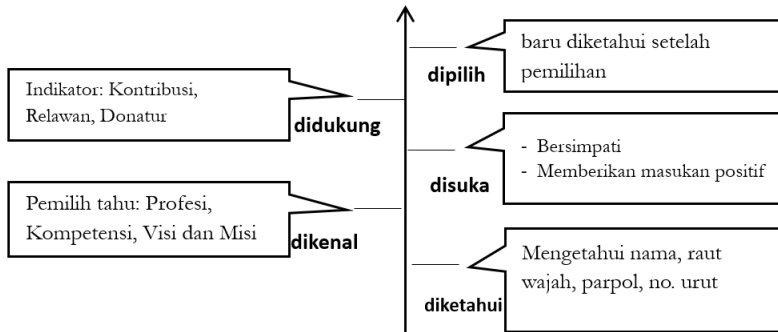 baru diketahui setelah
pemilihan
dipilih
Indikator: Kontribusi,
Relawan, Donatur
didukung
- Bersimpati
- Memberikan masukan positif
disuka
Pemilih tahu: Profesi,
Kompetensi, Visi dan Misi
dikenal
Mengetahui nama, raut
wajah, parpol, no. urut
diketahui